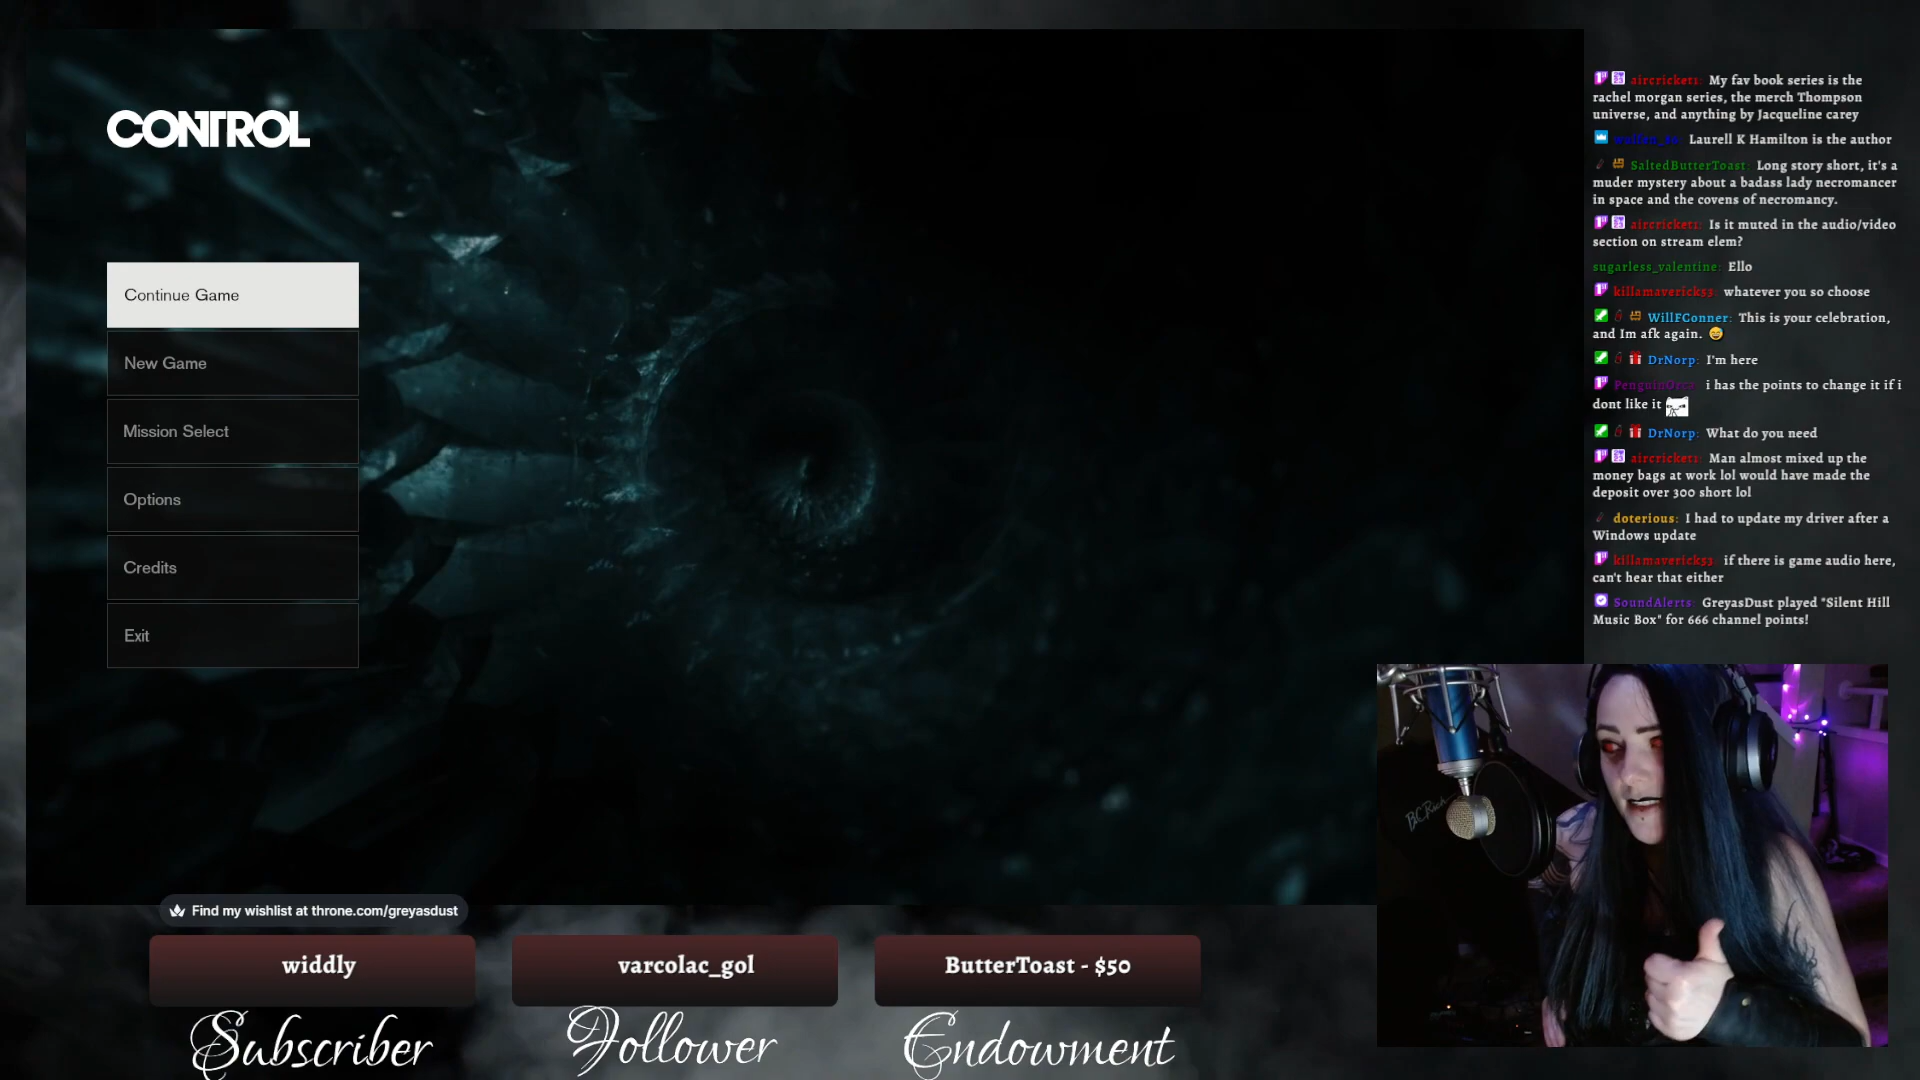 CONTROL
Continue Game
New Game
Mission Select
Options
Credits
Exit
aircricket1: My fav book series is the
rachel morgan series, the merch Thompson
universe, and anything by Jacqueline carey
Laurell K Hamilton is the author
SaltedButterToast: Long story short, it's a
muder mystery about a badass lady necromancer
in space and the covens of necromancy.
aircricket1: Is it muted in the audio/video
section on stream elem?
sugarless_valentine: Ello
killamaverick53: whatever you so choose
WillFConner: This is your celebration,
and Im afk again.
DrNorp: I'm here
PenguinOrca: i has the points to change it if i
dont like it
DrNorp: What do you need
aircricket1: Man almost mixed up the
money bags at work lol would have made the
deposit over 300 short lol
doterious: I had to update my driver after a
Windows update
killamaverick53: if there is game audio here,
can't hear that either
SoundAlerts: GreyasDust played "Silent Hill
Music Box" for 666 channel points!
BC Rich
Find my wishlist at throne.com/greyasdust
widdly
varcolac_gol
ButterToast - $50
Subscriber
Follower
Endowment